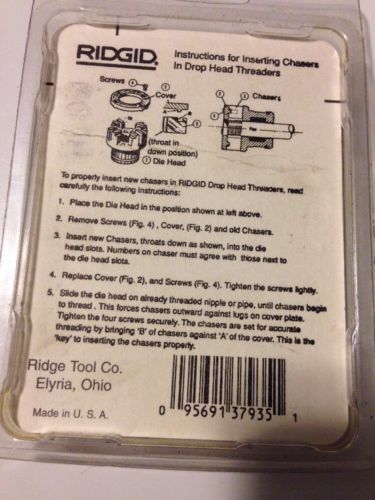 RIDGID
Instructions for Inserting Chasers
In Drop Head Threaders
Screws
Cover
Chasers
(throat in
down position)
Die Head
To properly insert new chasers in RIDGID Drop Head Threaders, read
carefully the following instructions:
1. Place the Die Head in the position shown at left above.
2. Remove Screws (Fig. 4) , Cover, (Fig. 2) and old Chasers.
3. Insert new Chasers, throats down as shown, into the die
head slots. Numbers on chaser must agree with those next to
the die head slots.
4. Replace Cover (Fig. 2), and Screws (Fig. 4). Tighten the screws lightly.
5. Slide the die head on already threaded nipple or pipe, until chasers begin
to thread . This forces chasers outward against lugs on cover plate.
Tighten the four screws securely. The chasers are set for accurate
threading by bringing 'B' of chasers against 'A' of the cover. This is the
'key' to inserting the chasers properly.
Ridge Tool Co.
Elyria, Ohio
Made in U. S. A.
0 95691 37935 1